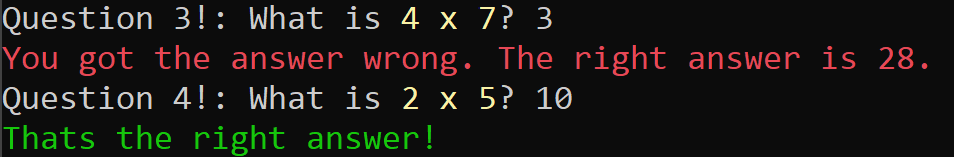 Question 3!: What is 4 x 7? 3
You got the answer wrong. The right answer is 28.
Question 4!: What is 2 x 5? 10
Thats the right answer!